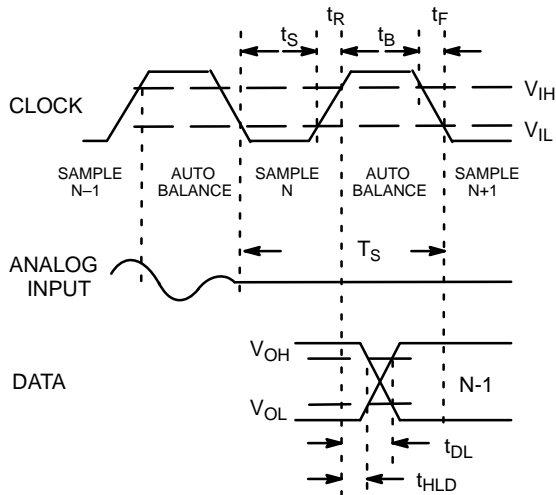 tR tF
tS tB
CLOCK
VIH
VIL
SAMPLE N–1
AUTO BALANCE
SAMPLE N
AUTO BALANCE
SAMPLE N+1
TS
ANALOG INPUT
DATA
VOH
VOL
N-1
tDL
tHLD